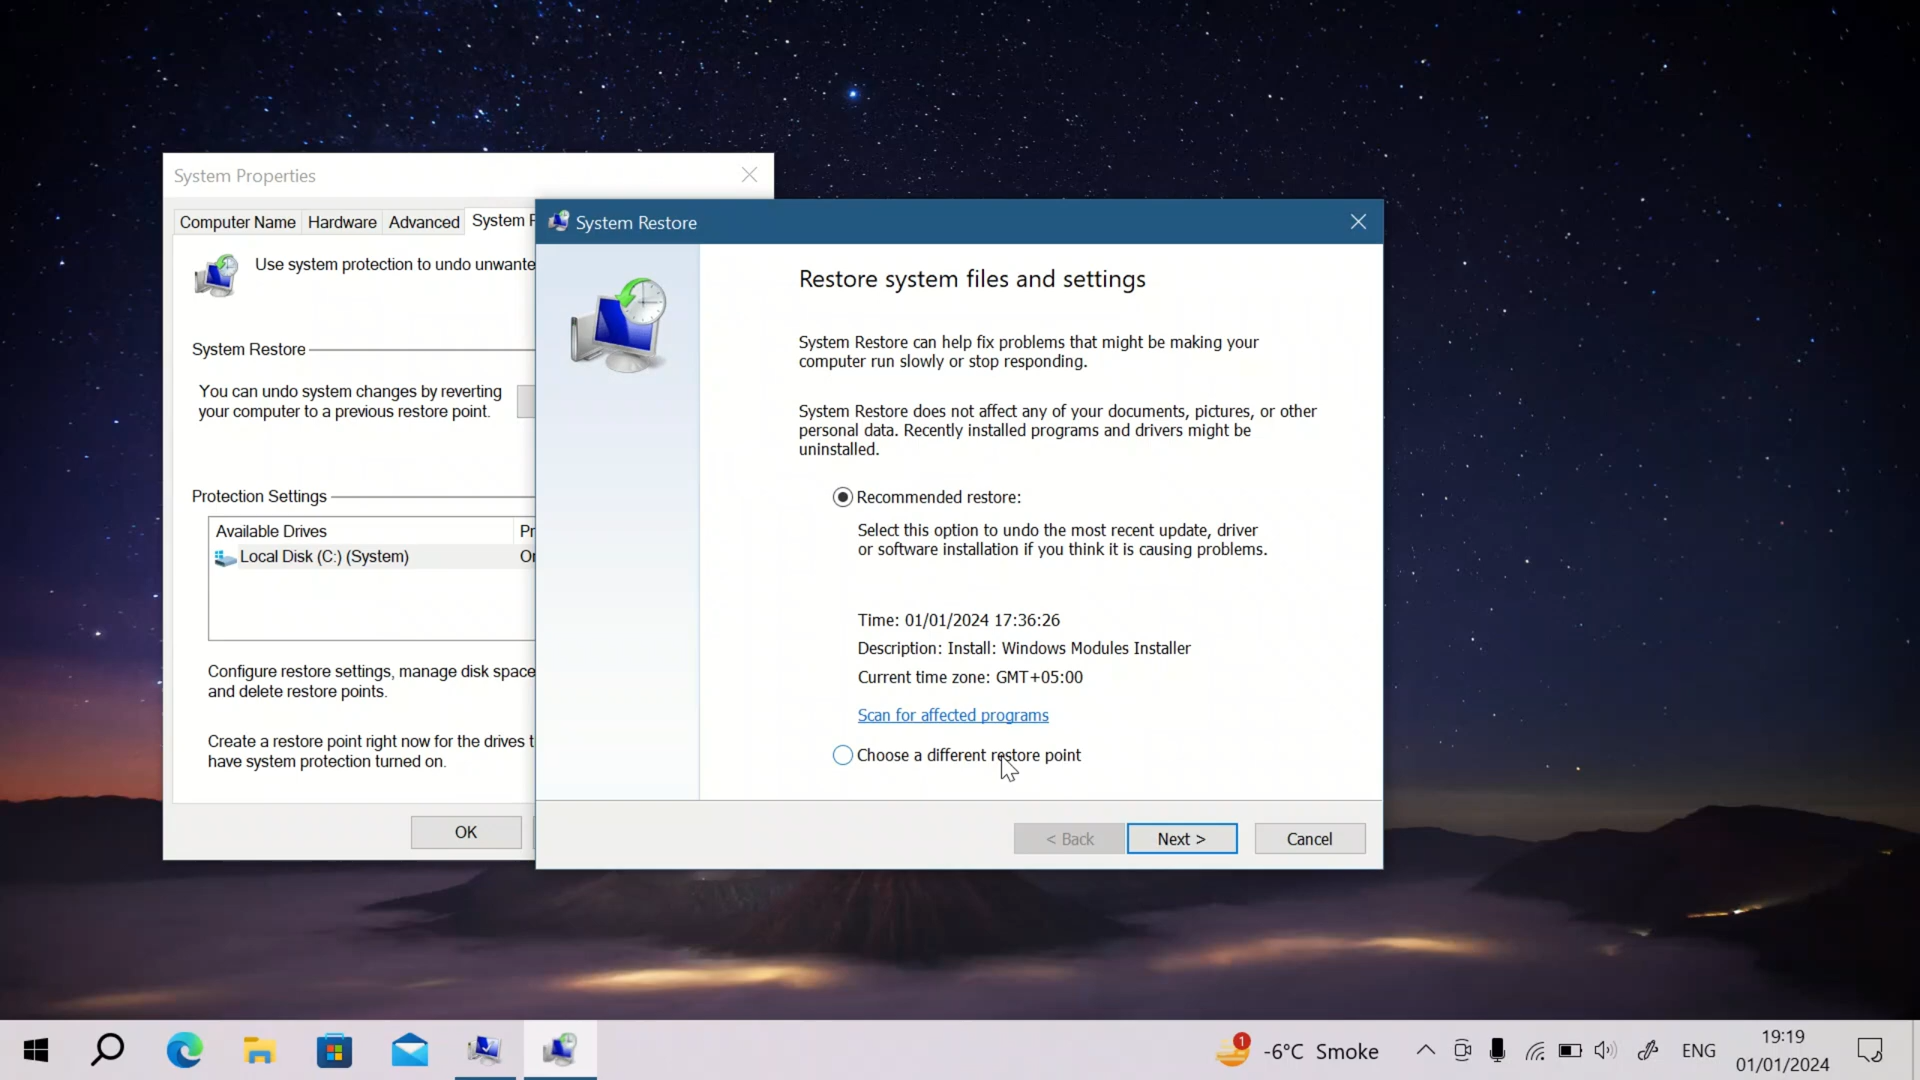 System Properties
Computer Name
Hardware
Advanced
System
Use system protection to undo
System Restore
You can undo system changes by reverting
your computer to a previous restore point.
Protection Settings
Available Drives
Local Disk (C:) (System)
Configure restore settings, manage disk space
and delete restore points.
Create a restore point right now for the drives
have system protection turned on.
OK
System Restore
Restore system files and settings
System Restore can help fix problems that might be making your
computer run slowly or stop responding.
System Restore does not affect any of your documents, pictures, or other
personal data. Recently installed programs and drivers might be
uninstalled.
Recommended restore:
Select this option to undo the most recent update, driver
or software installation if you think it is causing problems.
Time: 01/01/2024 17:36:26
Description: Install: Windows Modules Installer
Current time zone: GMT+05:00
Scan for affected programs
Choose a different restore point
< Back
Next >
Cancel
1
-6°C Smoke
ENG
19:19
01/01/2024